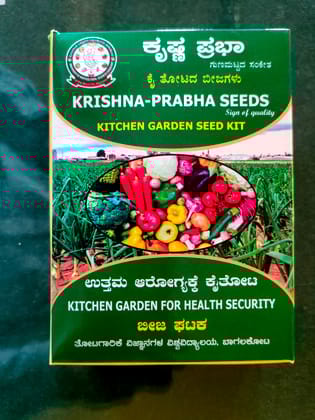 ಕೃಷ್ಣ ಪ್ರಭಾ
ಗುಣಮಟ್ಟದ ಸಂಕೇತ
ಕೈ ತೋಟದ ಬೀಜಗಳು
KRISHNA-PRABHA SEEDS
Sign of quality
KITCHEN GARDEN SEED KIT
ಉತ್ತಮ ಆರೋಗ್ಯಕ್ಕೆ ಕೈತೋಟ
KITCHEN GARDEN FOR HEALTH SECURITY
ಬೀಜ ಘಟಕ
ತೋಟಗಾರಿಕೆ ವಿಜ್ಞಾನಗಳ ವಿಶ್ವವಿದ್ಯಾಲಯ, ಬಾಗಲಕೋಟ